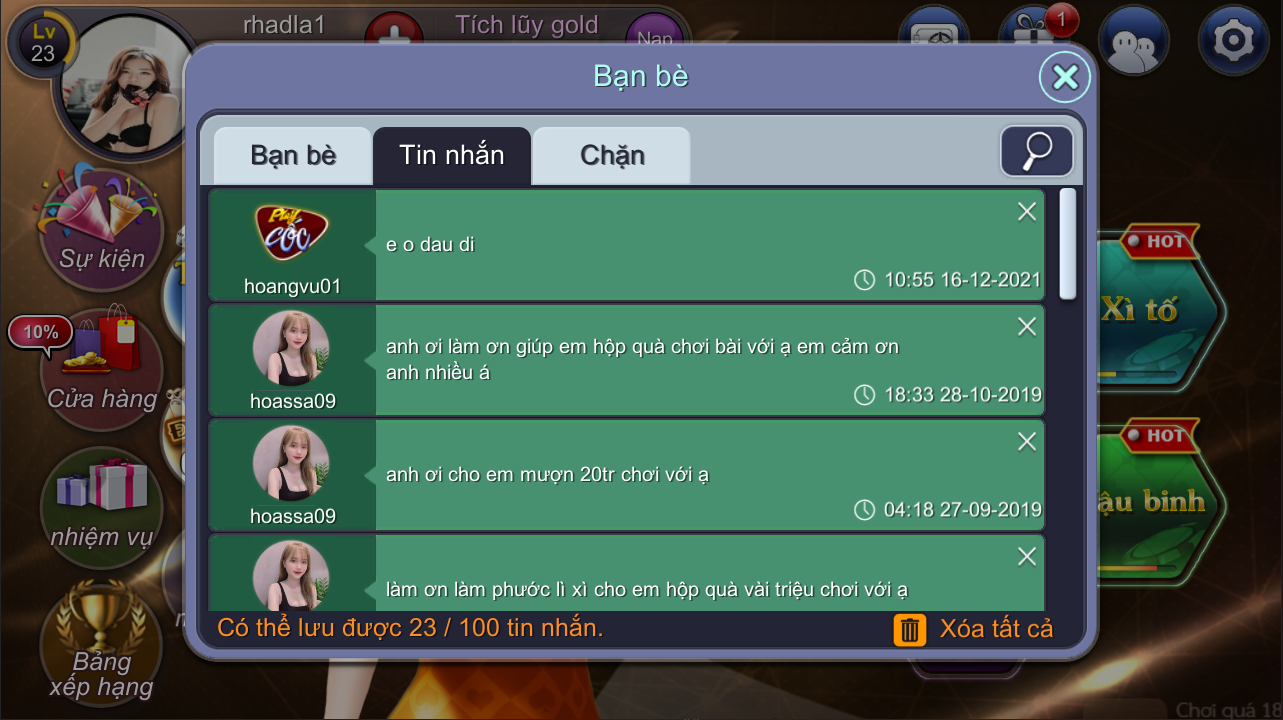 Lv
23
rhadla1
Tích lũy gold
Nạp
1
Bạn bè
Bạn bè
Tin nhắn
Chặn
Sự kiện
10%
Cửa hàng
nhiệm vụ
Bảng
xếp hạng
Phỉnh
CốC
hoangvu01
e o dau di
10:55 16-12-2021
hoassa09
anh ơi làm ơn giúp em hộp quà chơi bài với ạ em cảm ơn
anh nhiều á
18:33 28-10-2019
hoassa09
anh ơi cho em mượn 20tr chơi với ạ
04:18 27-09-2019
làm ơn làm phước lì xì cho em hộp quà vài triệu chơi với ạ
Có thể lưu được 23 / 100 tin nhắn.
Xóa tất cả
HOT
Xì tố
HOT
ậu binh
Chơi quá 18